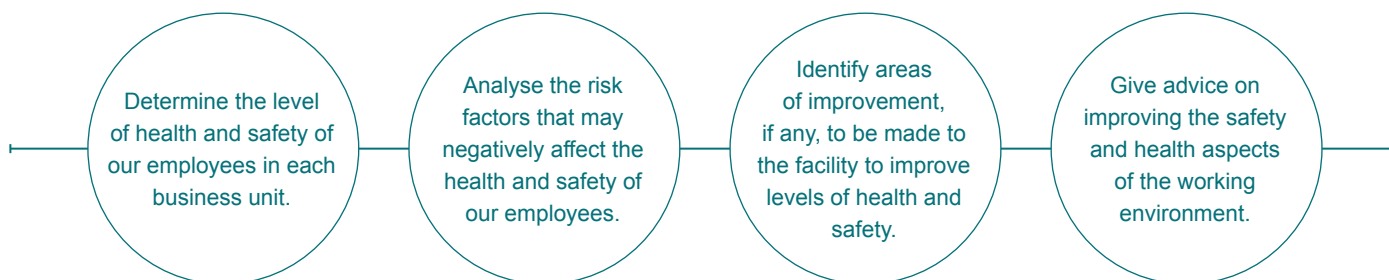 Determine the level
of health and safety of
our employees in each
business unit.
Analyse the risk
factors that may
negatively affect the
health and safety of
our employees.
Identify areas
of improvement,
if any, to be made to
the facility to improve
levels of health and
safety.
Give advice on
improving the safety
and health aspects
of the working
environment.